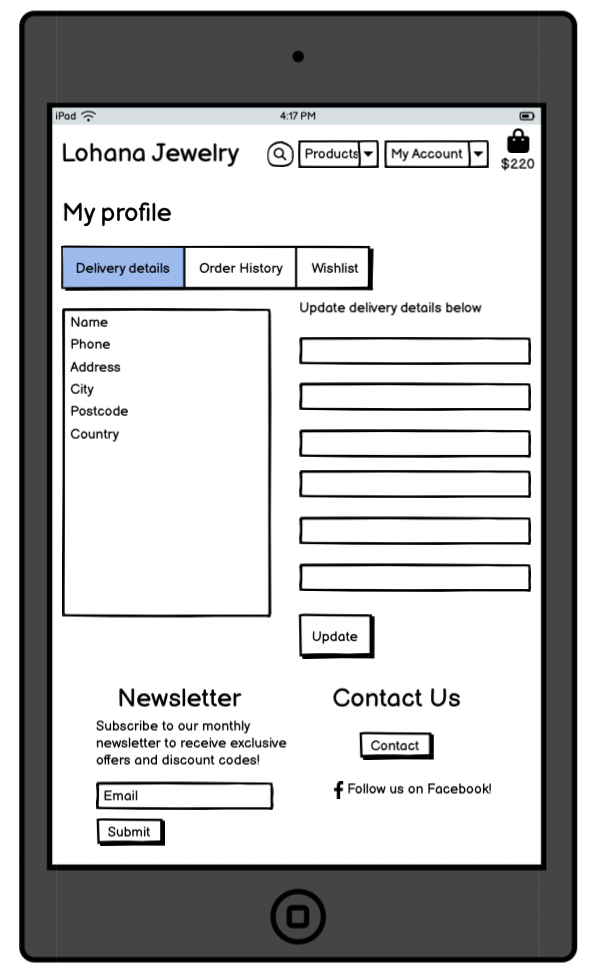 iPad 4:17 PM
Lohana Jewelry Products My Account $220
My profile
Delivery details Order History Wishlist
Update delivery details below
Name
Phone
Address
City
Postcode
Country
Update
Newsletter
Subscribe to our monthly
newsletter to receive exclusive
offers and discount codes!
Email
Submit
Contact Us
Contact
Follow us on Facebook!